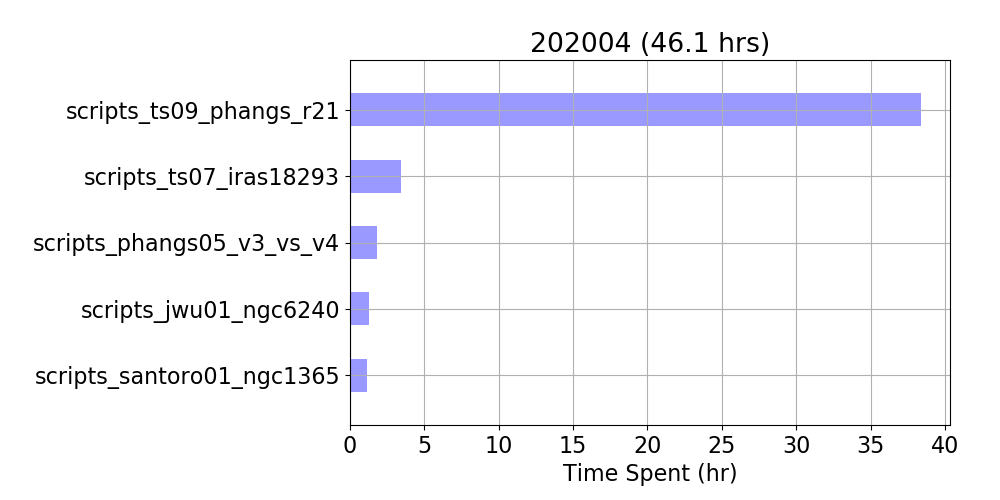 202004 (46.1 hrs)
scripts_ts09_phangs_r21
scripts_ts07_iras18293
scripts_phangs05_v3_vs_v4
scripts_jwu01_ngc6240
scripts_santoro01_ngc1365
0 5 10 15 20 25 30 35 40
Time Spent (hr)